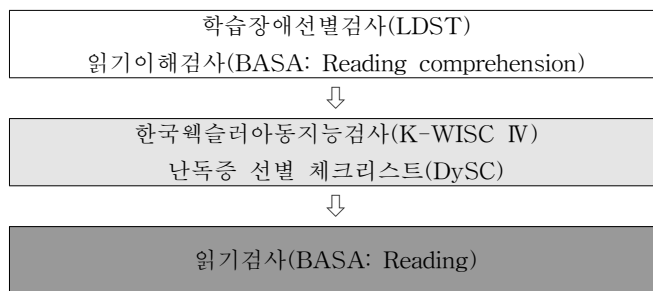 학습장애선별검사(LDST)
읽기이해검사(BASA: Reading comprehension)
⇩
한국웩슬러아동지능검사(K-WISC Ⅳ)
난독증 선별 체크리스트(DySC)
⇩
읽기검사(BASA: Reading)